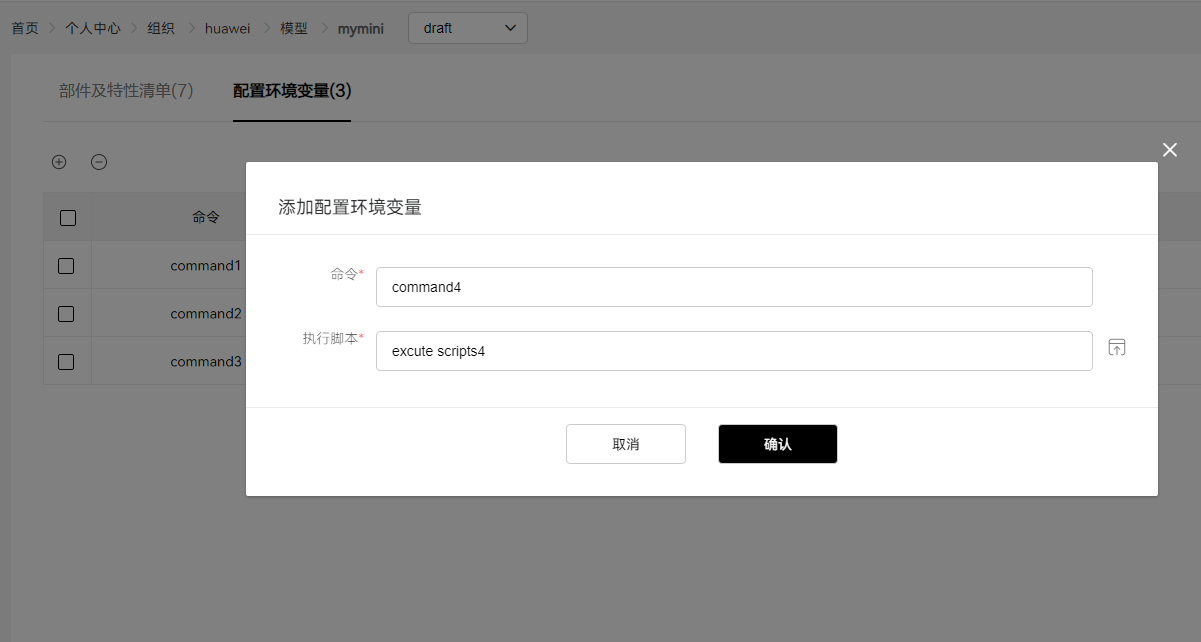 首页 个人中心 组织 huawei 模型 mymini draft
部件及特性清单(7) 配置环境变量(3)
添加配置环境变量
命令
命令* command4
command1
command2
执行脚本* excute scripts4
command3
取消 确认